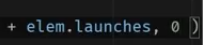 + elem.launches, 0 )